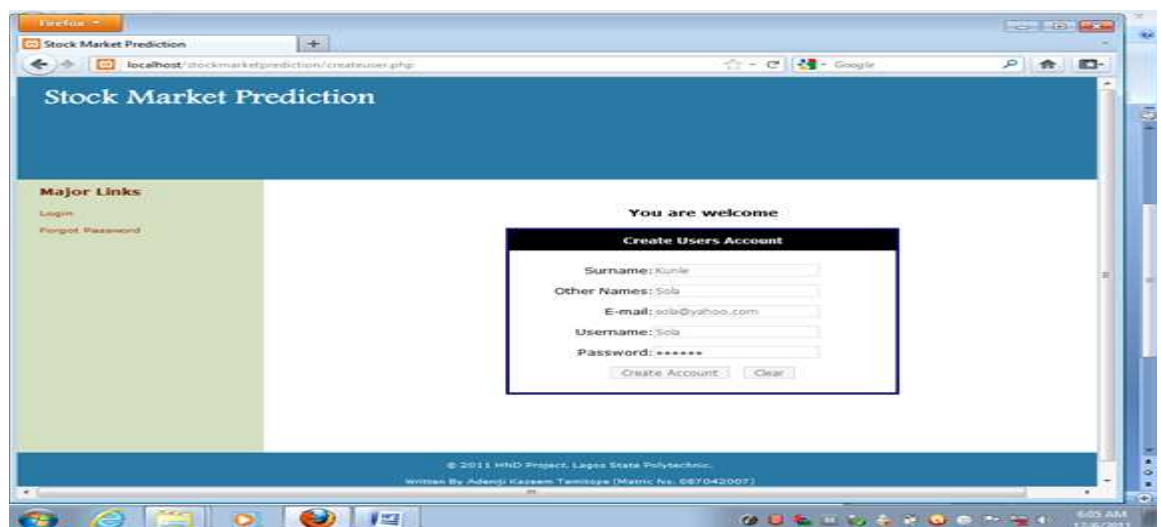 Firefox
Stock Market Prediction
localhost/stockmarketprediction/createuser.php
Google
Stock Market Prediction
Major Links
Login
Forgot Password
You are welcome
Create Users Account
Surname: Kunle
Other Names: Sola
E-mail: sola@yahoo.com
Username: Sola
Password: ••••••
Create Account Clear
© 2011 HND Project, Lagos State Polytechnic.
Written By Adeniji Kazeem Temitope (Matric No. 087042007)
6:05 AM